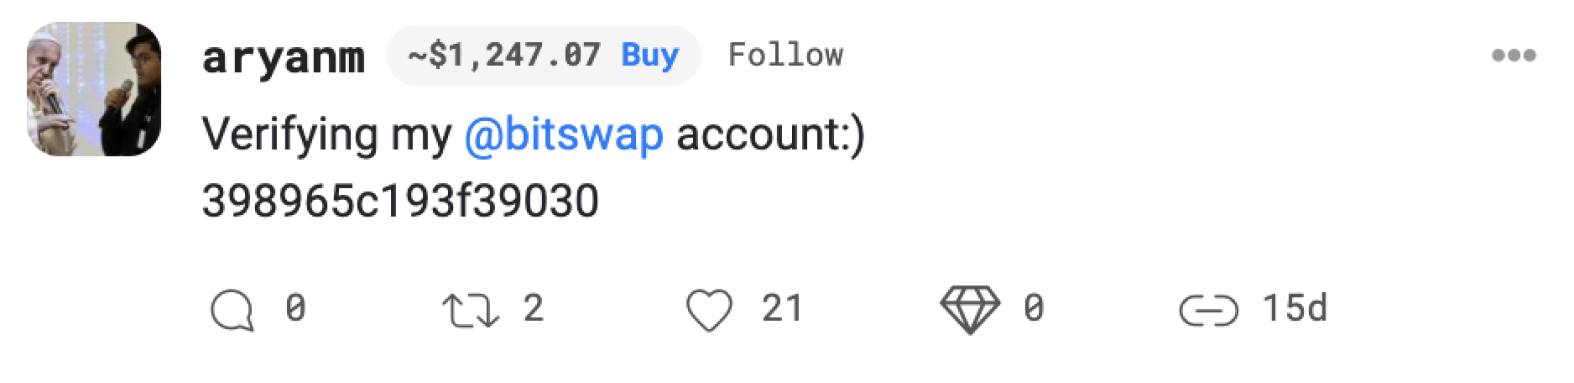 aryanm ~$1,247.07 Buy Follow
Verifying my @bitswap account:)
398965c193f39030
0 2 21 0 15d